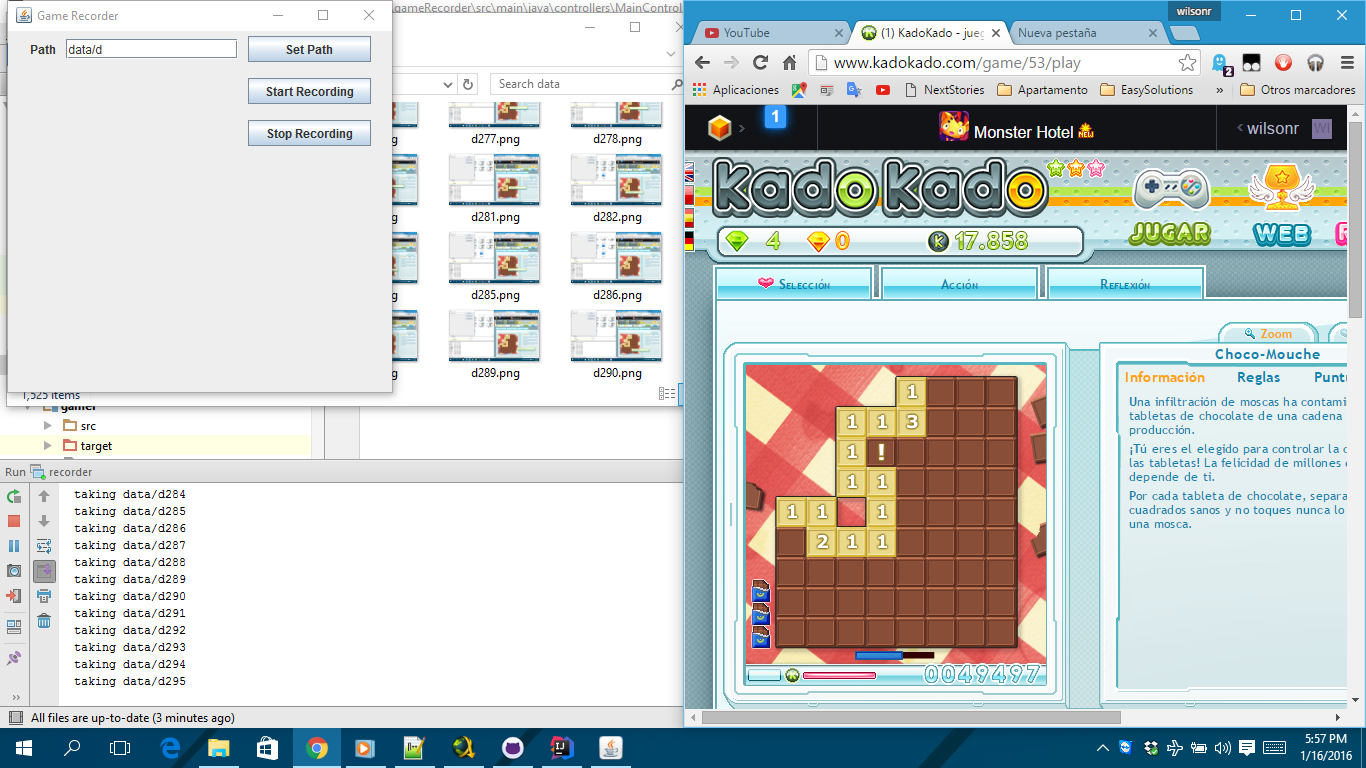 Game Recorder
Path data/d Set Path
Start Recording
Stop Recording
.gameRecorder\src\main\java\controllers\MainControl
Search data
d277.png d278.png
d281.png d282.png
d285.png d286.png
d289.png d290.png
1,525 items
src
target
Run recorder
taking data/d284
taking data/d285
taking data/d286
taking data/d287
taking data/d288
taking data/d289
taking data/d290
taking data/d291
taking data/d292
taking data/d293
taking data/d294
taking data/d295
All files are up-to-date (3 minutes ago)
wilsonr
YouTube (1) KadoKado - jueg Nueva pestaña
www.kadokado.com/game/53/play
2
Aplicaciones NextStories Apartamento EasySolutions » Otros marcadores
1 Monster Hotel NEW wilsonr WI
KadoKado
4 0 K 17.858
JUGAR WEB
Selección Acción Reflexión
Zoom
Choco-Mouche
Información Reglas Puntu
Una infiltración de moscas ha contami
tabletas de chocolate de una cadena
producción.
¡Tú eres el elegido para controlar la c
las tabletas! La felicidad de millones
depende de ti.
Por cada tableta de chocolate, separa
cuadrados sanos y no toques nunca lo
una mosca.
1
1 1 3
1 !
1 1
1 1 1
2 1 1
0049497
5:57 PM
1/16/2016